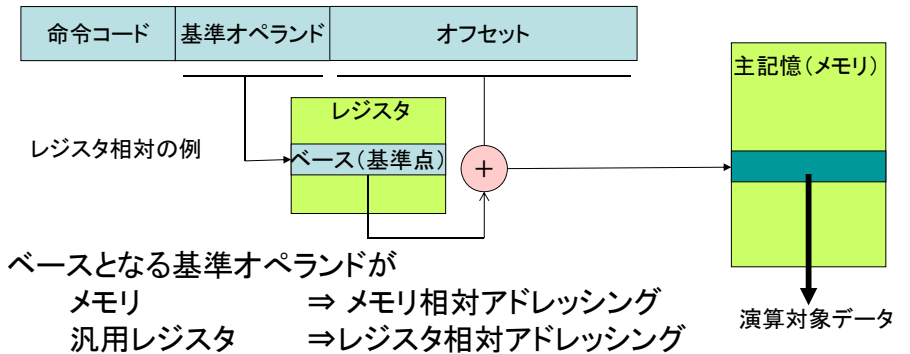 命令コード 基準オペランド オフセット
主記憶(メモリ)
レジスタ
レジスタ相対の例
ベース(基準点)
+
ベースとなる基準オペランドが
メモリ ⇒ メモリ相対アドレッシング
汎用レジスタ ⇒レジスタ相対アドレッシング
演算対象データ